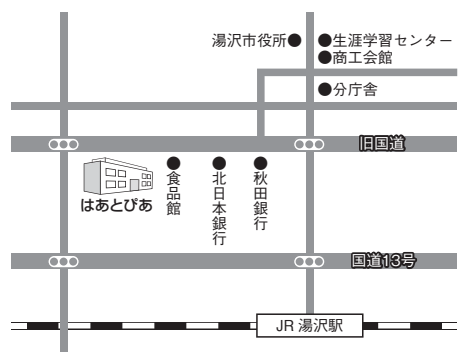 湯沢市役所●
●生涯学習センター
●商工会館
●分庁舎
旧国道
はあとぴあ
●食品館
●北日本銀行
●秋田銀行
国道13号
JR 湯沢駅